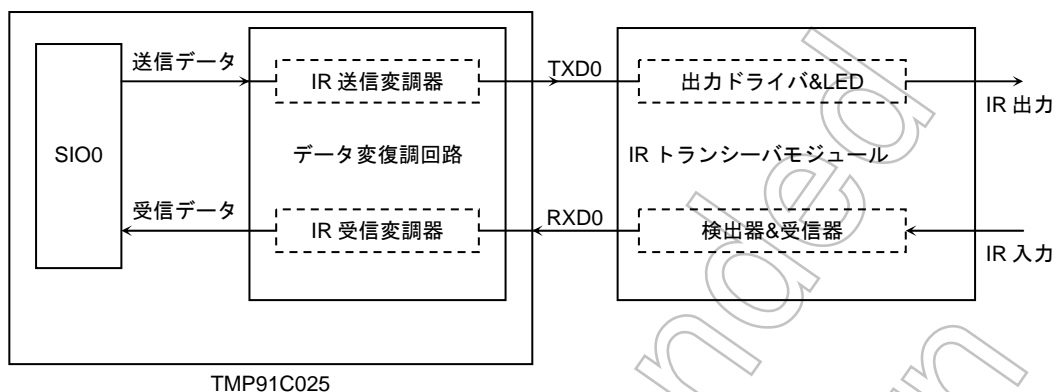 送信データ
IR 送信変調器
TXD0
出力ドライバ&LED
IR 出力
SIO0
データ変復調回路
IR トランシーバモジュール
受信データ
IR 受信変調器
RXD0
検出器&受信器
IR 入力
TMP91C025